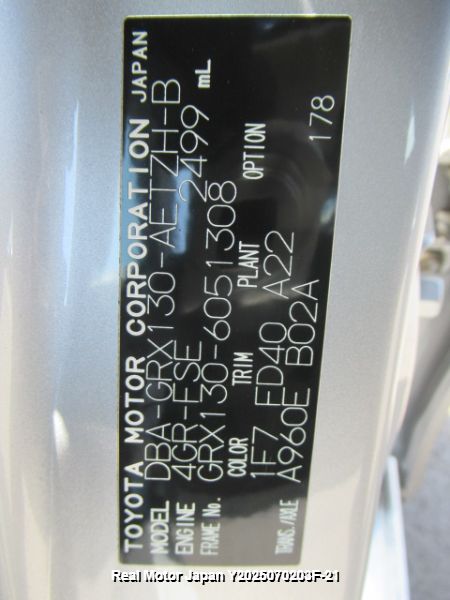 TOYOTA MOTOR CORPORATION JAPAN
MODEL DBA-GRX130-AETZH-B
ENGINE 4GR-FSE 2499 mL
FRAME No. GRX130-6051308
COLOR TRIM PLANT OPTION
1F7 FD40 A22 178
TRANS./AXLE A960E B02A
Real Motor Japan Y2025070203F-21